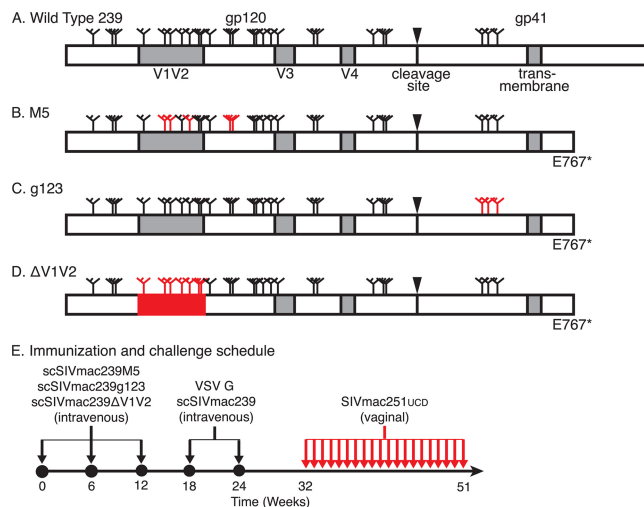 A. Wild Type 239
gp120
gp41
V1V2
V3
V4
cleavage
site
trans-
membrane
B. M5
E767*
C. g123
E767*
D. ΔV1V2
E767*
E. Immunization and challenge schedule
scSIVmac239M5
scSIVmac239g123
scSIVmac239ΔV1V2
(intravenous)
VSV G
scSIVmac239
(intravenous)
SIVmac251UCD
(vaginal)
0 6 12 18 24 32 51
Time (Weeks)